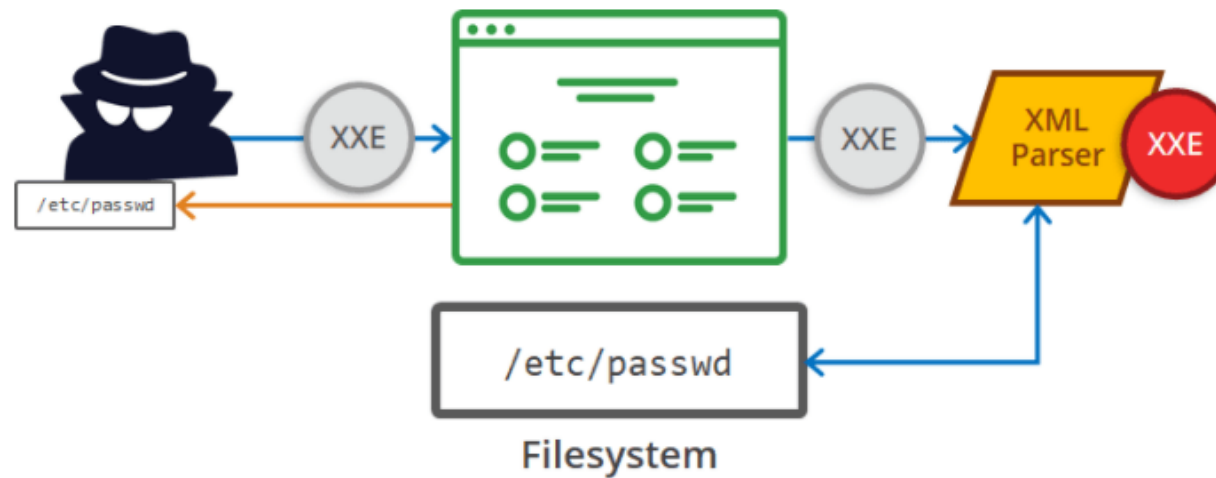 XXE
XXE
XML
Parser
XXE
/etc/passwd
/etc/passwd
Filesystem